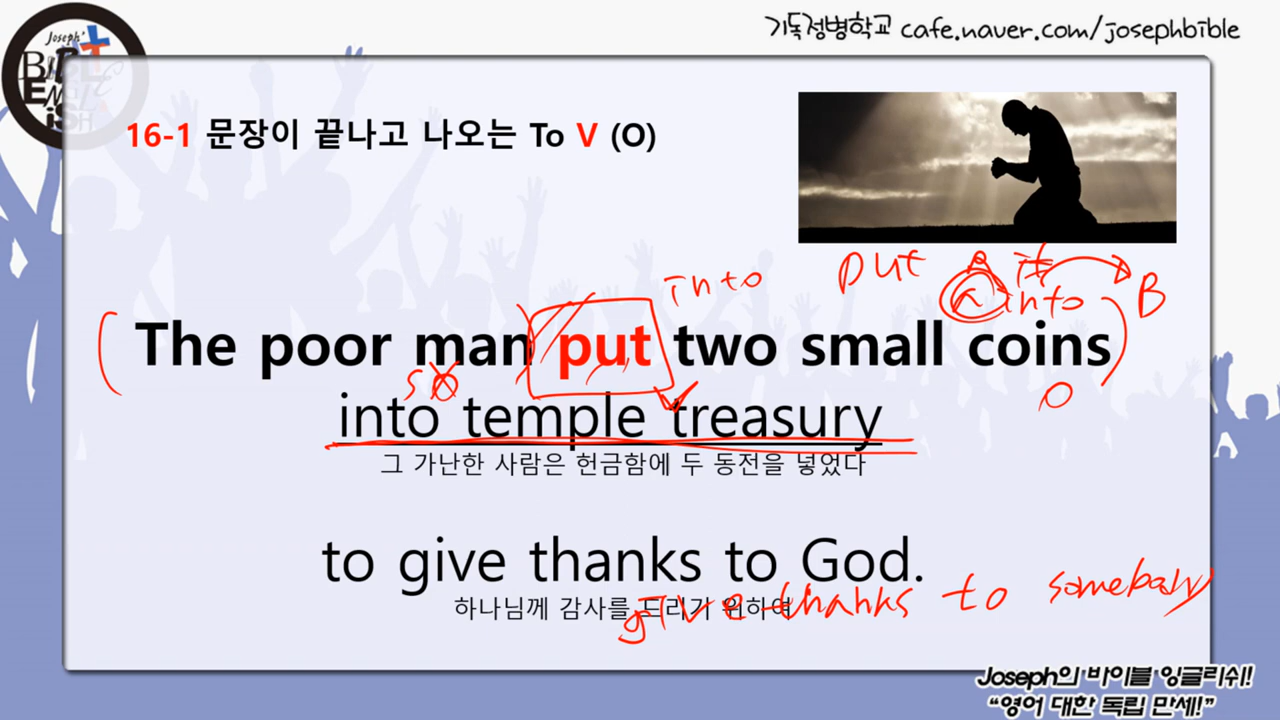 Joseph'
BIBLE
ENGLISH
기독정병학교 cafe.naver.com/josephbible
16-1 문장이 끝나고 나오는 To V (O)
put A it
A into B
into
The poor man put two small coins
S
O
into temple treasury
그 가난한 사람은 헌금함에 두 동전을 넣었다
to give thanks to God.
하나님께 감사를 드리기 위하여
give thanks to somebody
Joseph의 바이블 잉글리쉬!
“영어 대한 독립 만세!”